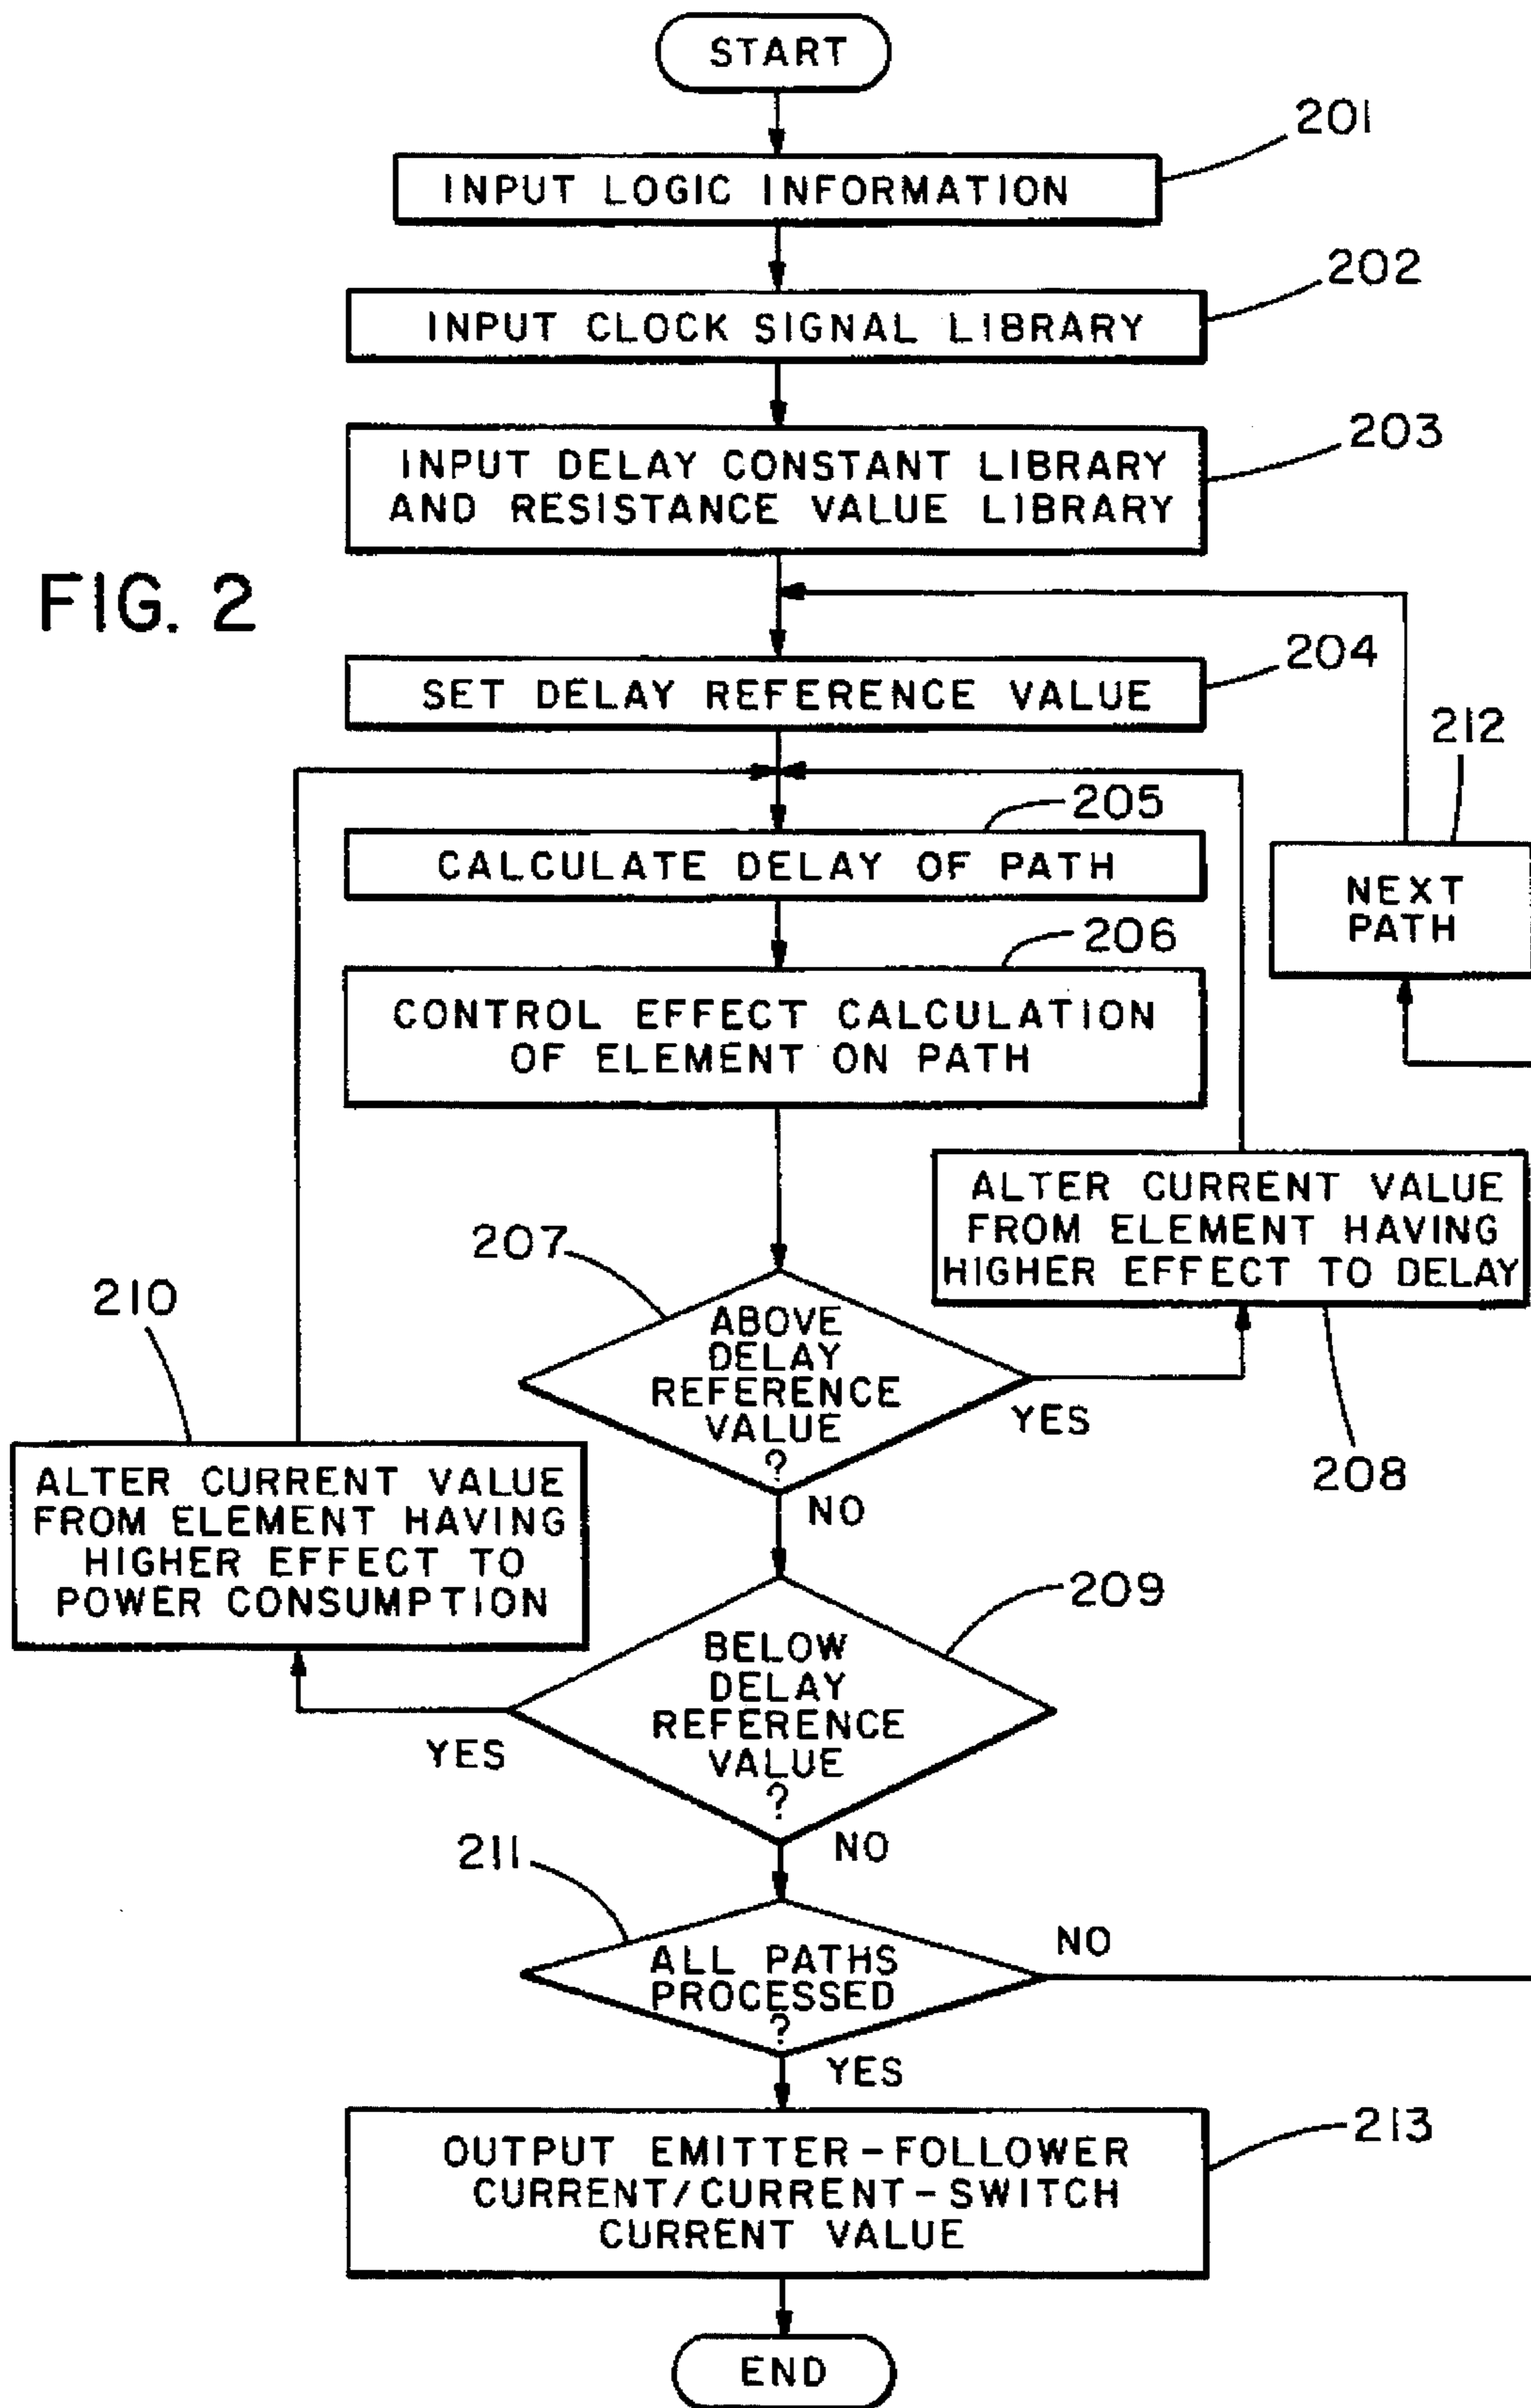 START
201
INPUT LOGIC INFORMATION
202
INPUT CLOCK SIGNAL LIBRARY
203
INPUT DELAY CONSTANT LIBRARY
AND RESISTANCE VALUE LIBRARY
FIG. 2
204
SET DELAY REFERENCE VALUE
212
NEXT
PATH
205
CALCULATE DELAY OF PATH
206
CONTROL EFFECT CALCULATION
OF ELEMENT ON PATH
ALTER CURRENT VALUE
FROM ELEMENT HAVING
HIGHER EFFECT TO DELAY
208
207
ABOVE
DELAY
REFERENCE
VALUE
?
YES
NO
210
ALTER CURRENT VALUE
FROM ELEMENT HAVING
HIGHER EFFECT TO
POWER CONSUMPTION
209
BELOW
DELAY
REFERENCE
VALUE
?
YES
NO
211
ALL PATHS
PROCESSED
?
NO
YES
213
OUTPUT EMITTER-FOLLOWER
CURRENT/CURRENT-SWITCH
CURRENT VALUE
END